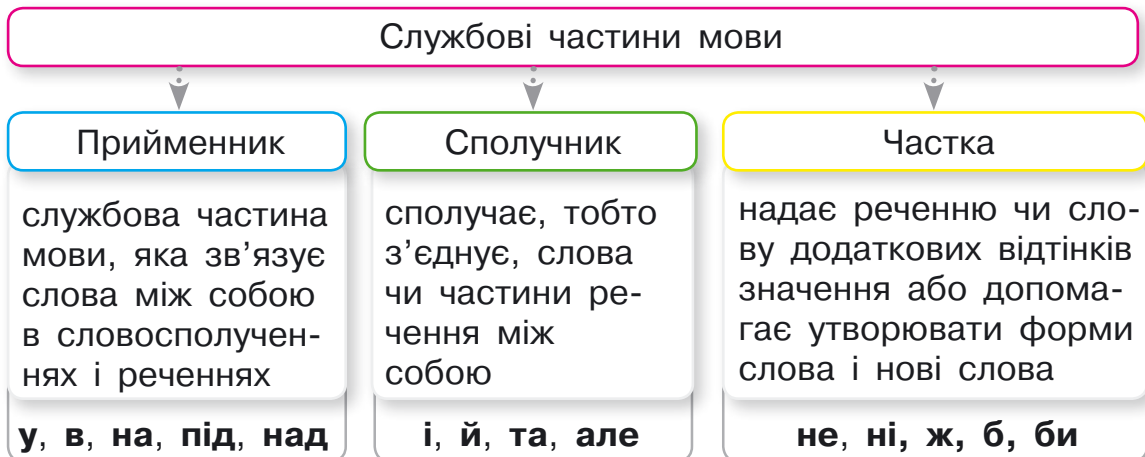 Службові частини мови
Прийменник
службова частина
мови, яка зв’язує
слова між собою
в словосполучен-
нях і реченнях
у, в, на, під, над
Сполучник
сполучає, тобто
з’єднує, слова
чи частини ре-
чення між
собою
і, й, та, але
Частка
надає реченню чи сло-
ву додаткових відтінків
значення або допома-
гає утворювати форми
слова і нові слова
не, ні, ж, б, би